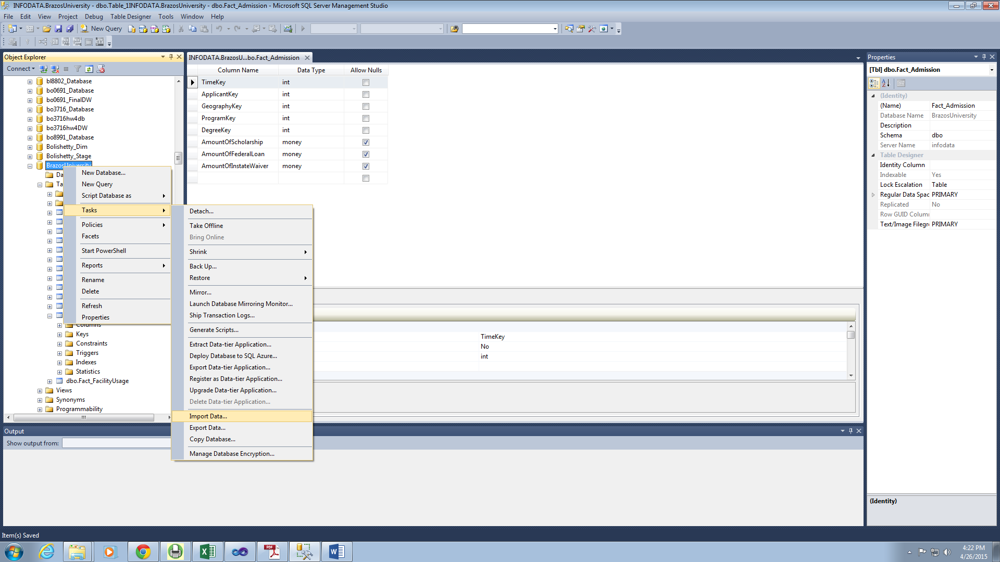 INFODATA.BrazosUniversity - dbo.Table_1INFODATA.BrazosUniversity - dbo.Fact_Admission - Microsoft SQL Server Management Studio
File Edit View Project Debug Table Designer Tools Window Help
New Query
Object Explorer
Connect
bl8802_Database
bo0691_Database
bo0691_FinalDW
bo3716_Database
bo3716hw4db
bo3716hw4DW
bo8991_Database
Bolishetty_Dim
Bolishetty_Stage
BrazosUniversity
Da
Ta
Columns
Keys
Constraints
Triggers
Indexes
Statistics
dbo.Fact_FacilityUsage
Views
Synonyms
Programmability
New Database...
New Query
Script Database as
Tasks
Policies
Facets
Start PowerShell
Reports
Rename
Delete
Refresh
Properties
Detach...
Take Offline
Bring Online
Shrink
Back Up...
Restore
Mirror...
Launch Database Mirroring Monitor...
Ship Transaction Logs...
Generate Scripts...
Extract Data-tier Application...
Deploy Database to SQL Azure...
Export Data-tier Application...
Register as Data-tier Application...
Upgrade Data-tier Application...
Delete Data-tier Application...
Import Data...
Export Data...
Copy Database...
Manage Database Encryption...
INFODATA.BrazosU...bo.Fact_Admission
Column Name Data Type Allow Nulls
TimeKey int
ApplicantKey int
GeographyKey int
ProgramKey int
DegreeKey int
AmountOfScholarship money
AmountOfFederalLoan money
AmountOfInstateWaiver money
TimeKey
No
int
Properties
[Tbl] dbo.Fact_Admission
(Identity)
(Name) Fact_Admission
Database Name BrazosUniversity
Description
Schema dbo
Server Name infodata
Table Designer
Identity Column
Indexable Yes
Lock Escalation Table
Regular Data Spac PRIMARY
Replicated No
Row GUID Column
Text/Image Filegro PRIMARY
(Identity)
Output
Show output from:
Item(s) Saved
4:22 PM
4/26/2015